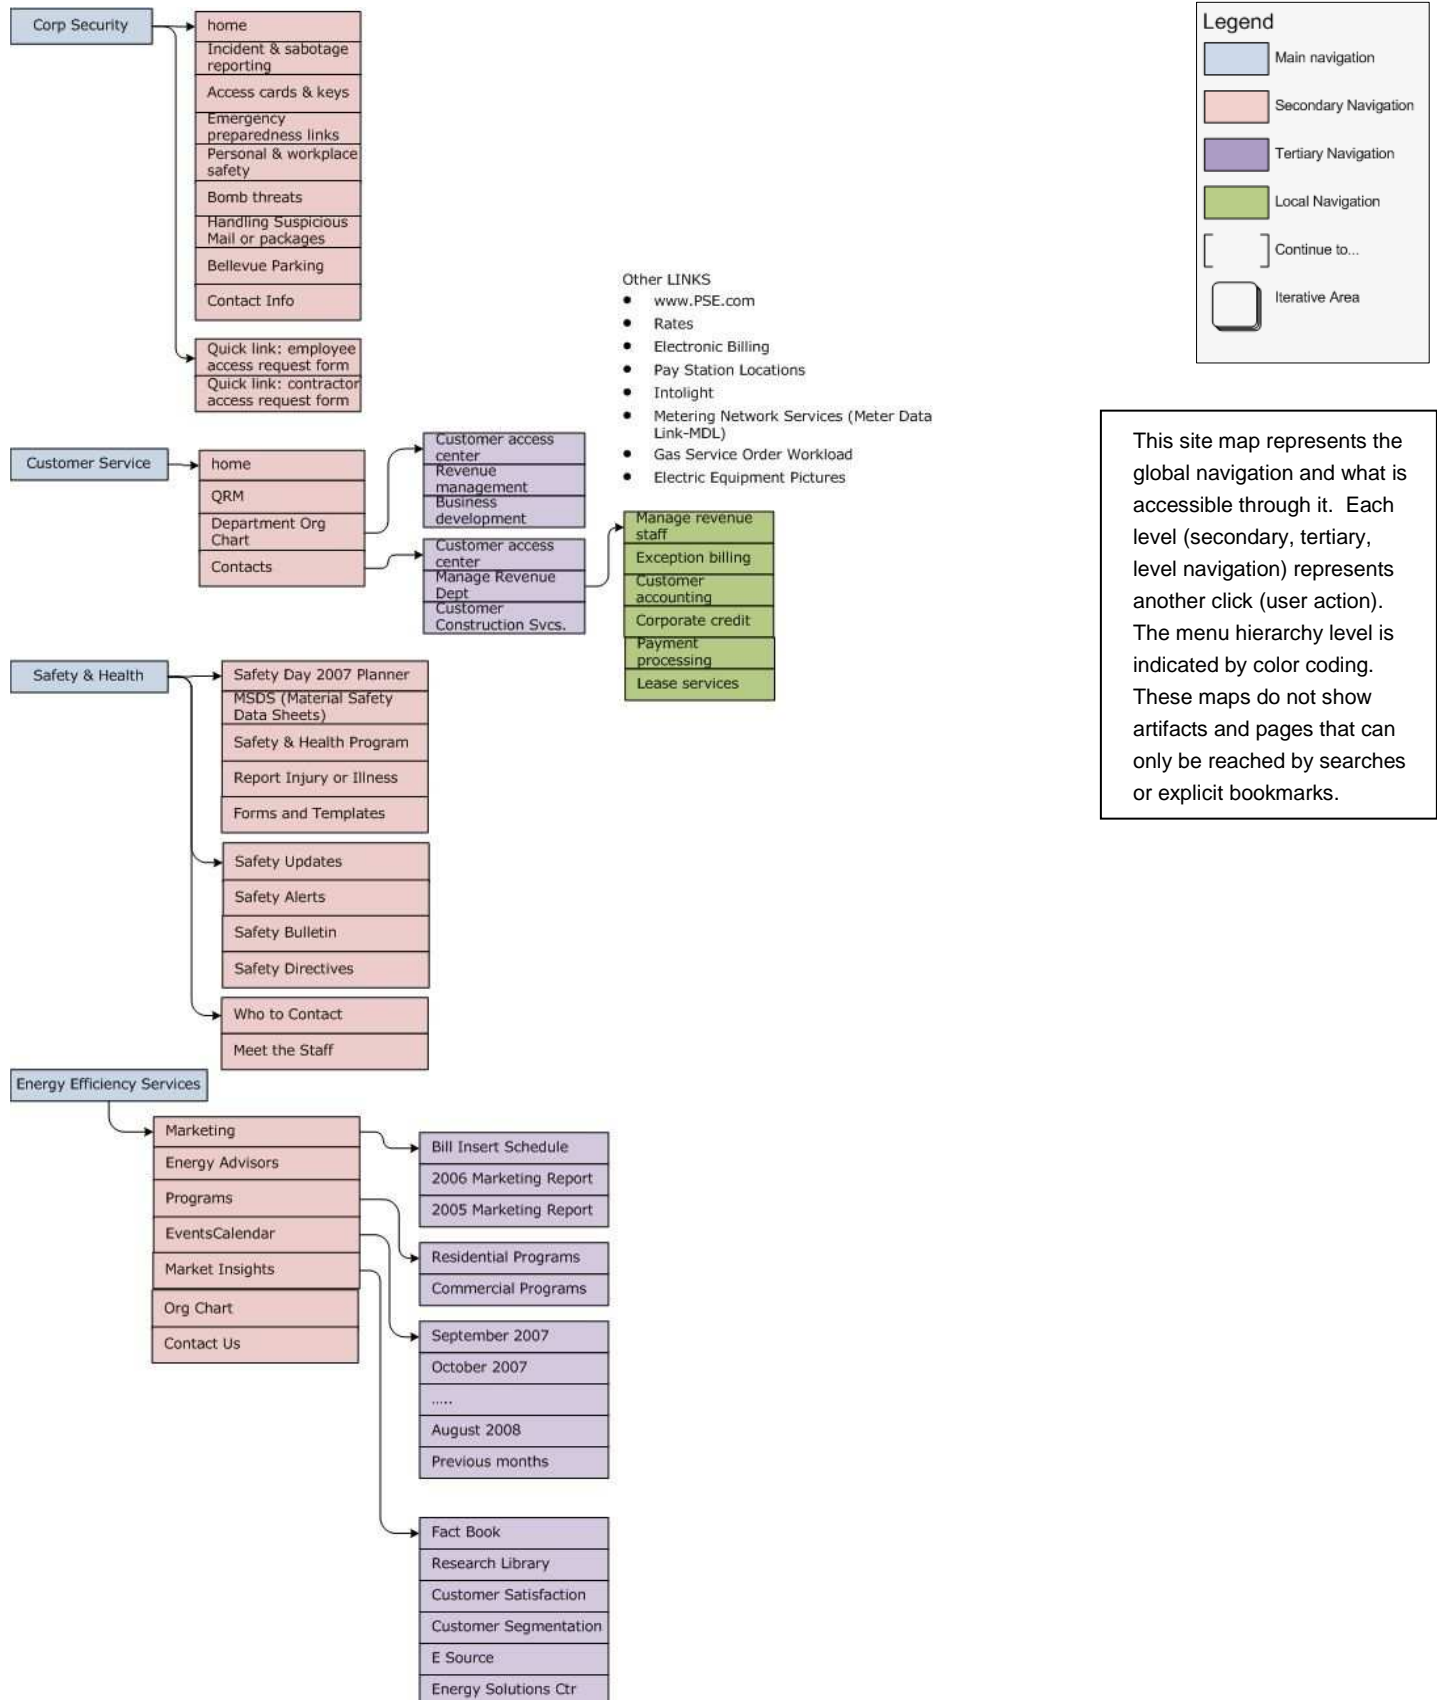 Corp Security
home
Incident & sabotage
reporting
Access cards & keys
Emergency
preparedness links
Personal & workplace
safety
Bomb threats
Handling Suspicious
Mail or packages
Bellevue Parking
Contact Info
Quick link: employee
access request form
Quick link: contractor
access request form
Legend
Main navigation
Secondary Navigation
Tertiary Navigation
Local Navigation
Continue to...
Iterative Area
Other LINKS
• www.PSE.com
• Rates
• Electronic Billing
• Pay Station Locations
• Intolight
• Metering Network Services (Meter Data
Link-MDL)
• Gas Service Order Workload
• Electric Equipment Pictures
This site map represents the
global navigation and what is
accessible through it. Each
level (secondary, tertiary,
level navigation) represents
another click (user action).
The menu hierarchy level is
indicated by color coding.
These maps do not show
artifacts and pages that can
only be reached by searches
or explicit bookmarks.
Customer Service
home
QRM
Department Org
Chart
Contacts
Customer access
center
Revenue
management
Business
development
Customer access
center
Manage Revenue
Dept
Customer
Construction Svcs.
Manage revenue
staff
Exception billing
Customer
accounting
Corporate credit
Payment
processing
Lease services
Safety & Health
Safety Day 2007 Planner
MSDS (Material Safety
Data Sheets)
Safety & Health Program
Report Injury or Illness
Forms and Templates
Safety Updates
Safety Alerts
Safety Bulletin
Safety Directives
Who to Contact
Meet the Staff
Energy Efficiency Services
Marketing
Energy Advisors
Programs
EventsCalendar
Market Insights
Org Chart
Contact Us
Bill Insert Schedule
2006 Marketing Report
2005 Marketing Report
Residential Programs
Commercial Programs
September 2007
October 2007
.....
August 2008
Previous months
Fact Book
Research Library
Customer Satisfaction
Customer Segmentation
E Source
Energy Solutions Ctr